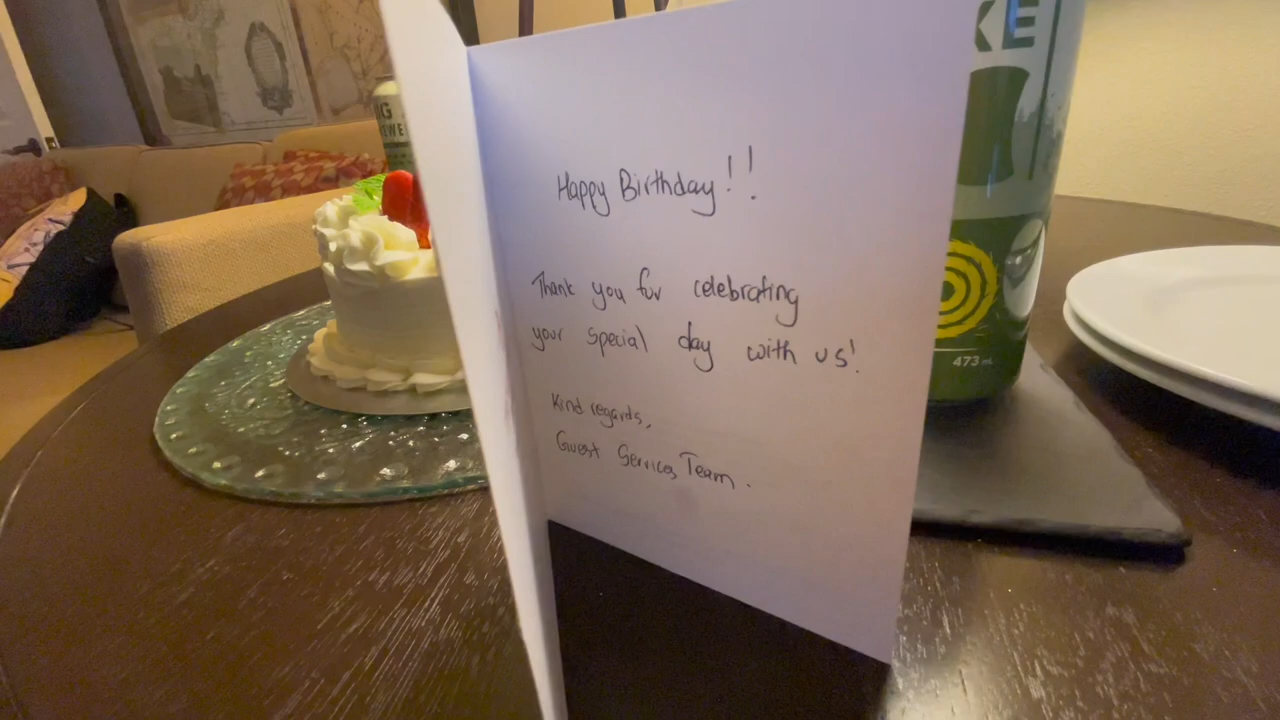 Happy Birthday!!
Thank you for celebrating
your special day with us!
Kind regards,
Guest Services Team.
KE
473 mL